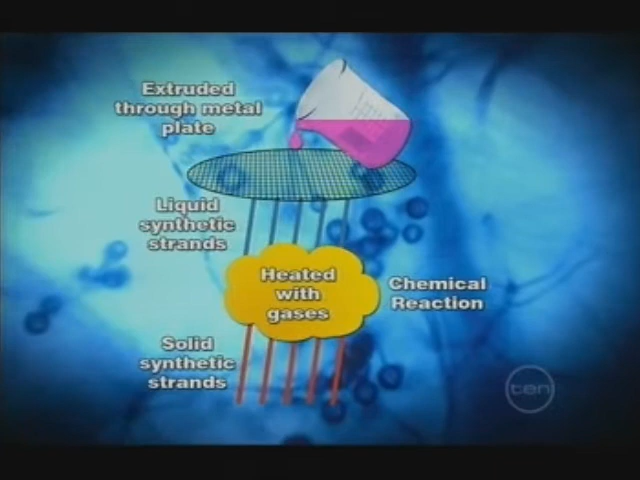 Extruded
through metal
plate
Liquid
synthetic
strands
Heated
with
gases
Chemical
Reaction
Solid
synthetic
strands
ten